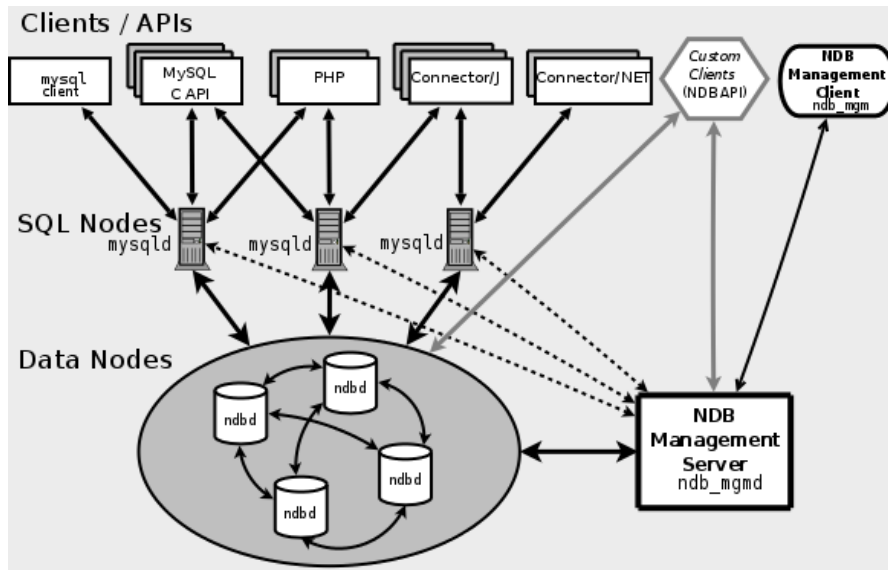 Clients / APIs
mysql
client
MySQL
C API
PHP
Connector/J
Connector/NET
Custom
Clients
(NDBAPI)
NDB
Management
Client
ndb_mgm
SQL Nodes
mysqld
mysqld
mysqld
Data Nodes
ndbd
ndbd
ndbd
ndbd
NDB
Management
Server
ndb_mgmd